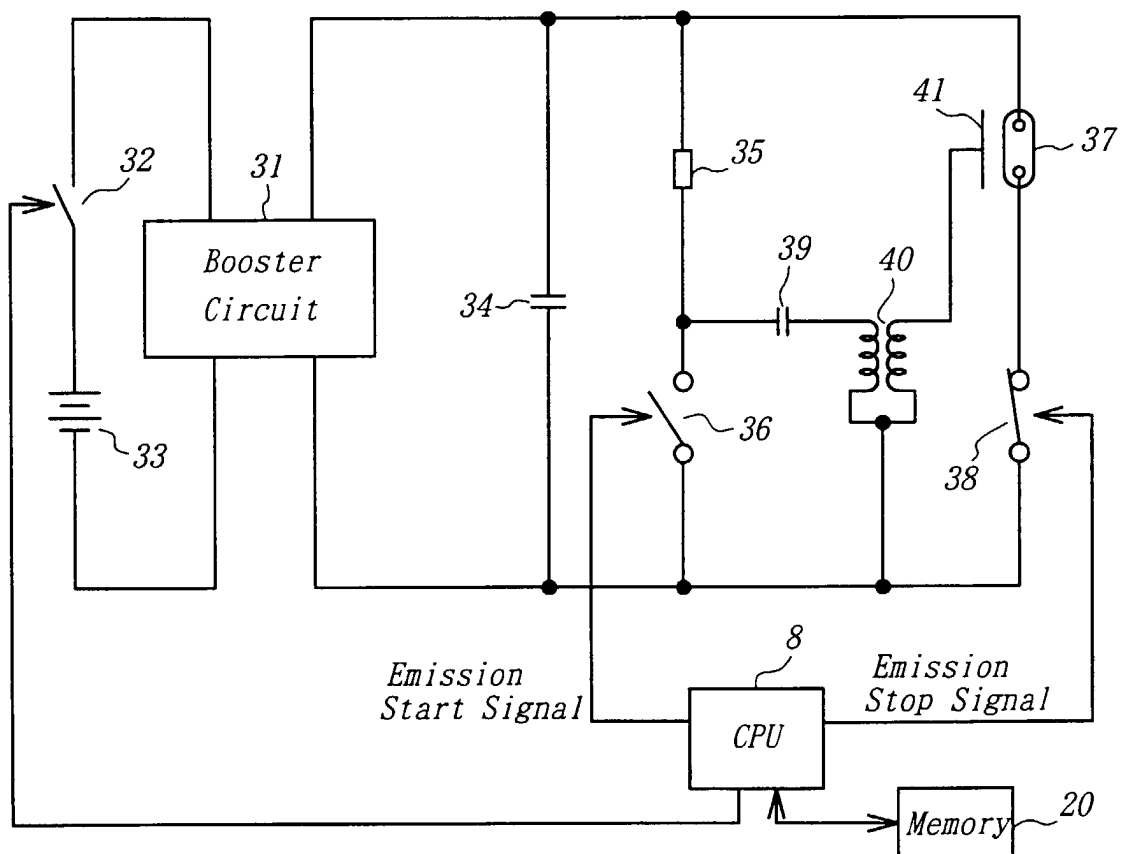 41
32
31
35
37
Booster
Circuit
39
40
34
36
33
38
8
Emission
Start Signal
Emission
Stop Signal
CPU
Memory
20